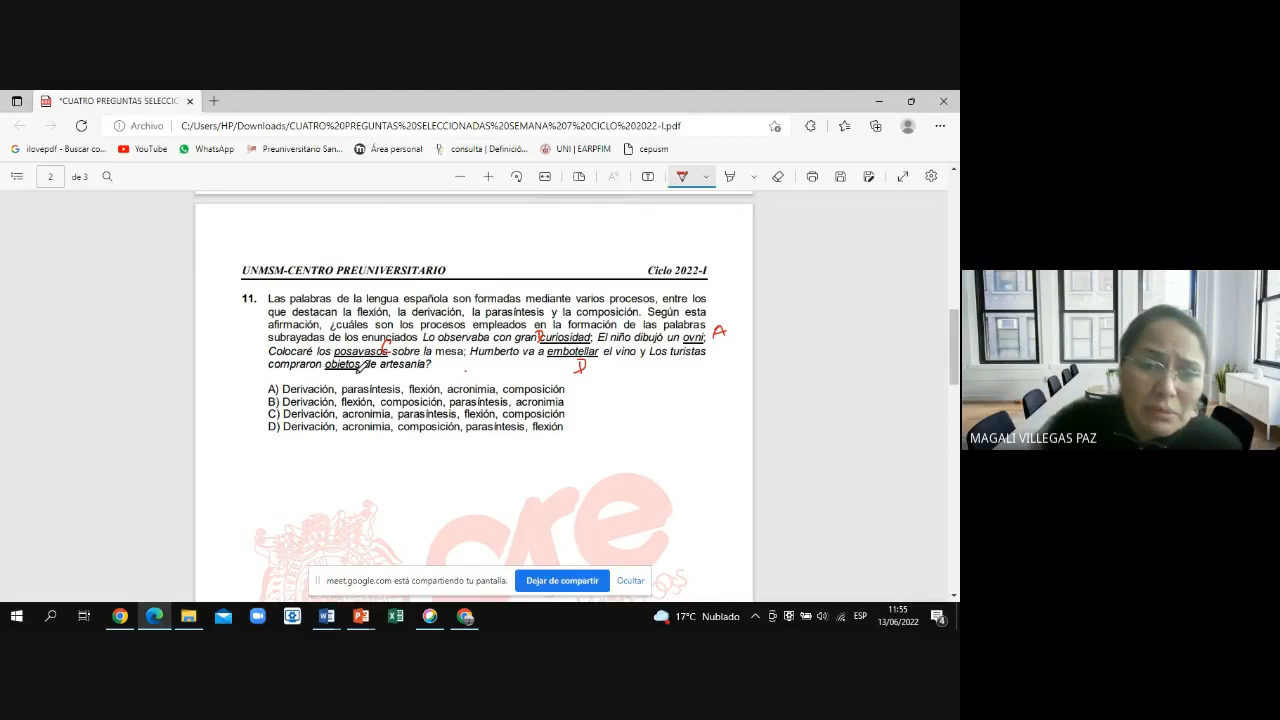 *CUATRO PREGUNTAS SELECCI
Archivo C:/Users/HP/Downloads/CUATRO%20PREGUNTAS%20SELECCIONADAS%20SEMANA%207%20CICLO%202022-I.pdf
ilovepdf - Buscar co... YouTube WhatsApp Preuniversitario San... Área personal consulta | Definició... UNI | EARPFIM cepusm
2 de 3
UNMSM-CENTRO PREUNIVERSITARIO Ciclo 2022-I
11. Las palabras de la lengua española son formadas mediante varios procesos, entre los
que destacan la flexión, la derivación, la parasíntesis y la composición. Según esta
afirmación, ¿cuáles son los procesos empleados en la formación de las palabras
subrayadas de los enunciados Lo observaba con gran curiosidad; El niño dibujó un ovni;
A
Colocaré los posavasos sobre la mesa; Humberto va a embotellar el vino y Los turistas
compraron objetos de artesanía?
D
A) Derivación, parasíntesis, flexión, acronimia, composición
B) Derivación, flexión, composición, parasíntesis, acronimia
C) Derivación, acronimia, parasíntesis, flexión, composición
D) Derivación, acronimia, composición, parasíntesis, flexión
cre
meet.google.com está compartiendo tu pantalla. Dejar de compartir Ocultar
MAGALI VILLEGAS PAZ
17°C Nublado ESP 11:55
13/06/2022
4